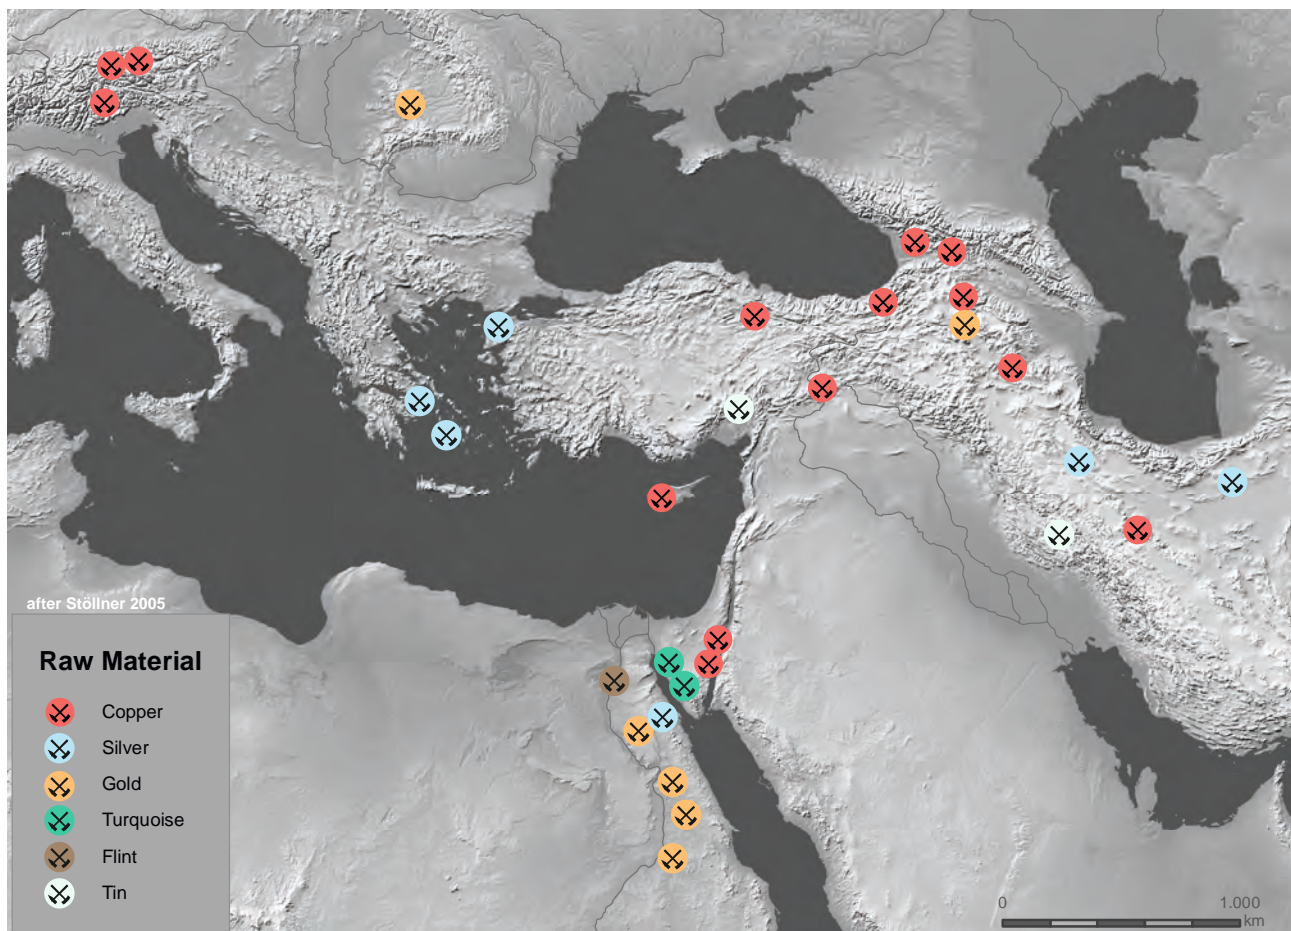 after Stöllner 2005
Raw Material
Copper
Silver
Gold
Turquoise
Flint
Tin
0 1.000
km